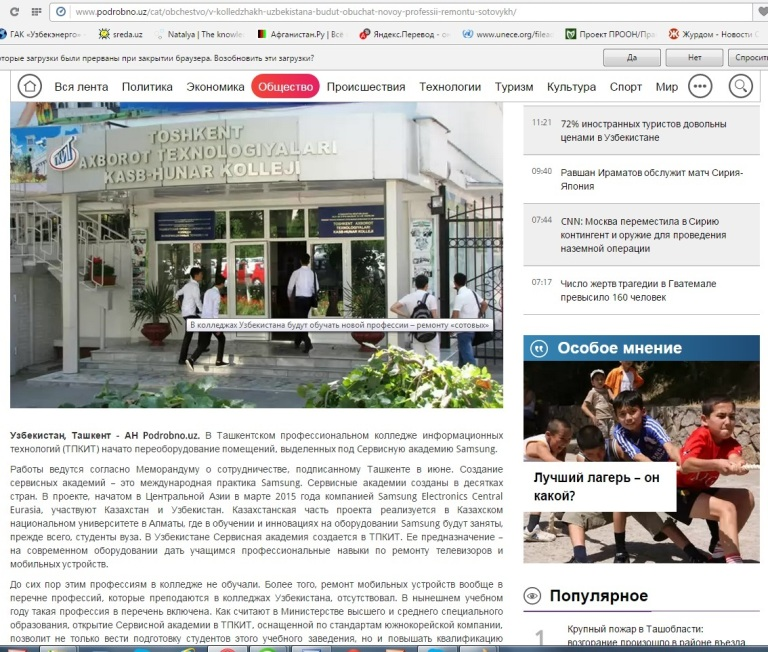 www.podrobno.uz/cat/obchestvo/v-kolledzhakh-uzbekistana-budut-obuchat-novoy-professii-remontu-sotovykh/
ГАК «Узбекэнерго»
sreda.uz
Natalya | The knowle
Афганистан.Ру | Всё
Яндекс.Перевод -
www.unece.org/filead
Проект ПРООН/
Журдом — Новости С
оторые загрузки были прерваны при закрытии браузера. Возобновить эти загрузки?
Да
Нет
Спросить
Вся лента
Политика
Экономика
Общество
Происшествия
Технологии
Туризм
Культура
Спорт
Мир
TOSHKENT
AXBOROT TEXNOLOGIYALARI
KASB-HUNAR KOLLEJI
TOSHKENT AXBOROT
TEXNOLOGIYALARI
KASB-HUNAR KOLLEJI
В колледжах Узбекистана будут обучать новой профессии – ремонту «сотовых»
Узбекистан, Ташкент - АН Podrobno.uz. В Ташкентском профессиональном колледже информационных
технологий (ТПКИТ) начато переоборудование помещений, выделенных под Сервисную академию Samsung.
Работы ведутся согласно Меморандуму о сотрудничестве, подписанному Ташкенте в июне. Создание
сервисных академий – это международная практика Samsung. Сервисные академии созданы в десятках
стран. В проекте, начатом в Центральной Азии в марте 2015 года компанией Samsung Electronics Central
Eurasia, участвуют Казахстан и Узбекистан. Казахстанская часть проекта реализуется в Казахском
национальном университете в Алматы, где в обучении и инновациях на оборудовании Samsung будут заняты,
прежде всего, студенты вуза. В Узбекистане Сервисная академия создается в ТПКИТ. Ее предназначение –
на современном оборудовании дать учащимся профессиональные навыки по ремонту телевизоров и
мобильных устройств.
До сих пор этим профессиям в колледже не обучали. Более того, ремонт мобильных устройств вообще в
перечне профессий, которые преподаются в колледжах Узбекистана, отсутствовал. В нынешнем учебном
году такая профессия в перечень включена. Как считают в Министерстве высшего и среднего специального
образования, открытие Сервисной академии в ТПКИТ, оснащенной по стандартам южнокорейской компании,
позволит не только вести подготовку студентов этого учебного заведения, но и повышать квалификацию
11:21 72% иностранных туристов довольны
ценами в Узбекистане
09:40 Равшан Ираматов обслужит матч Сирия-
Япония
07:44 CNN: Москва переместила в Сирию
контингент и оружие для проведения
наземной операции
07:17 Число жертв трагедии в Гватемале
превысило 160 человек
Особое мнение
Лучший лагерь – он
какой?
Популярное
1 Крупный пожар в Ташобласти:
возгорание произошло в районе въезда